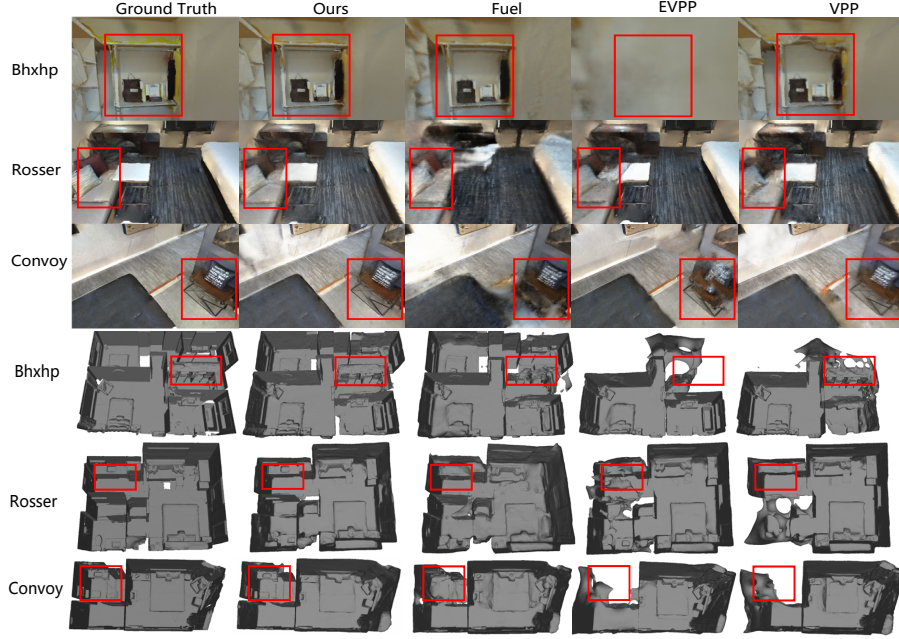 Ground Truth Ours Fuel EVPP VPP
Bhxhp
Rosser
Convoy
Bhxhp
Rosser
Convoy